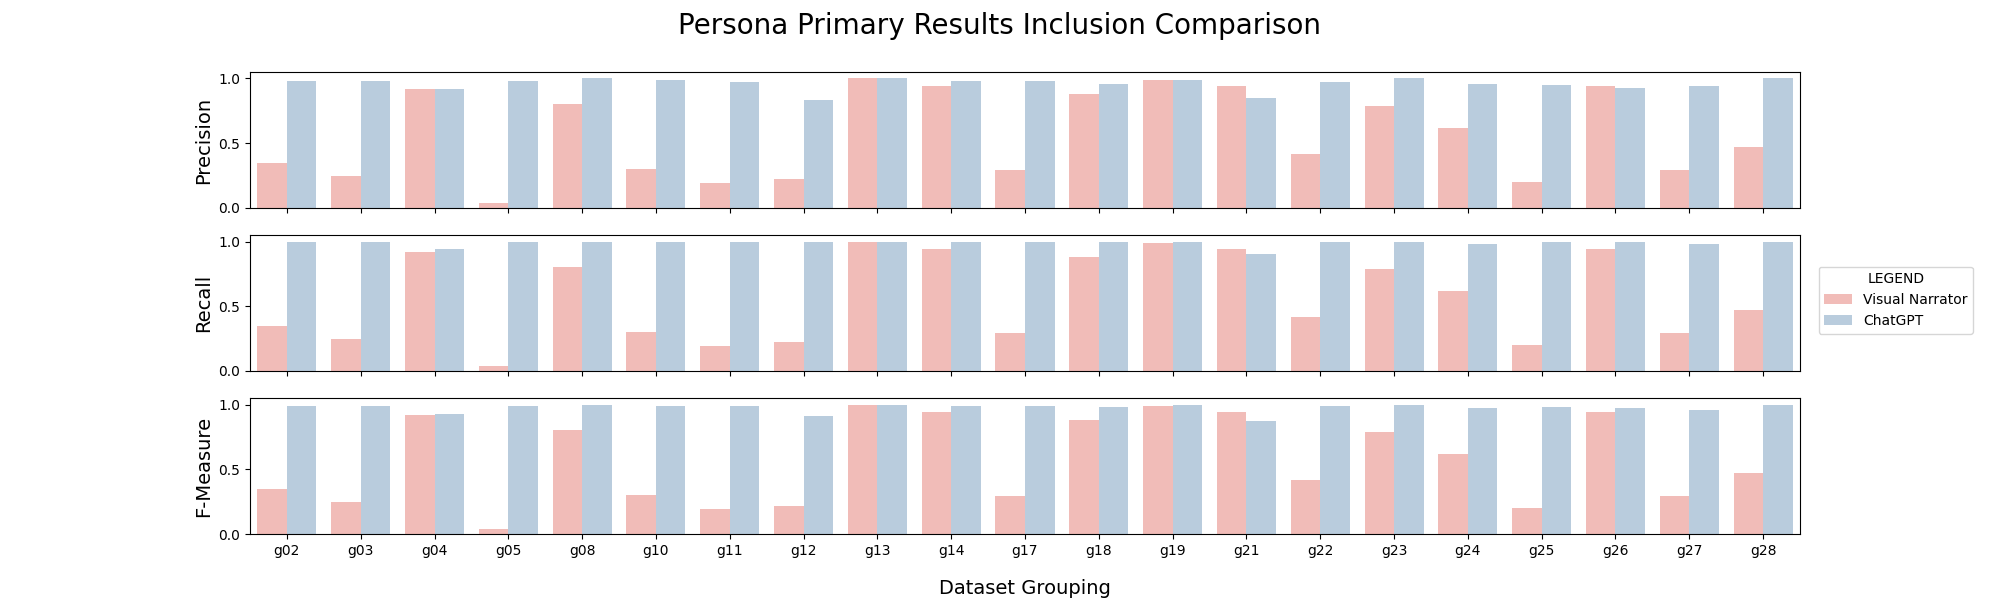 Persona Primary Results Inclusion Comparison
1.0
0.5
0.0
Precision
1.0
0.5
0.0
Recall
1.0
0.5
0.0
F-Measure
g02 g03 g04 g05 g08 g10 g11 g12 g13 g14 g17 g18 g19 g21 g22 g23 g24 g25 g26 g27 g28
Dataset Grouping
LEGEND
Visual Narrator
ChatGPT